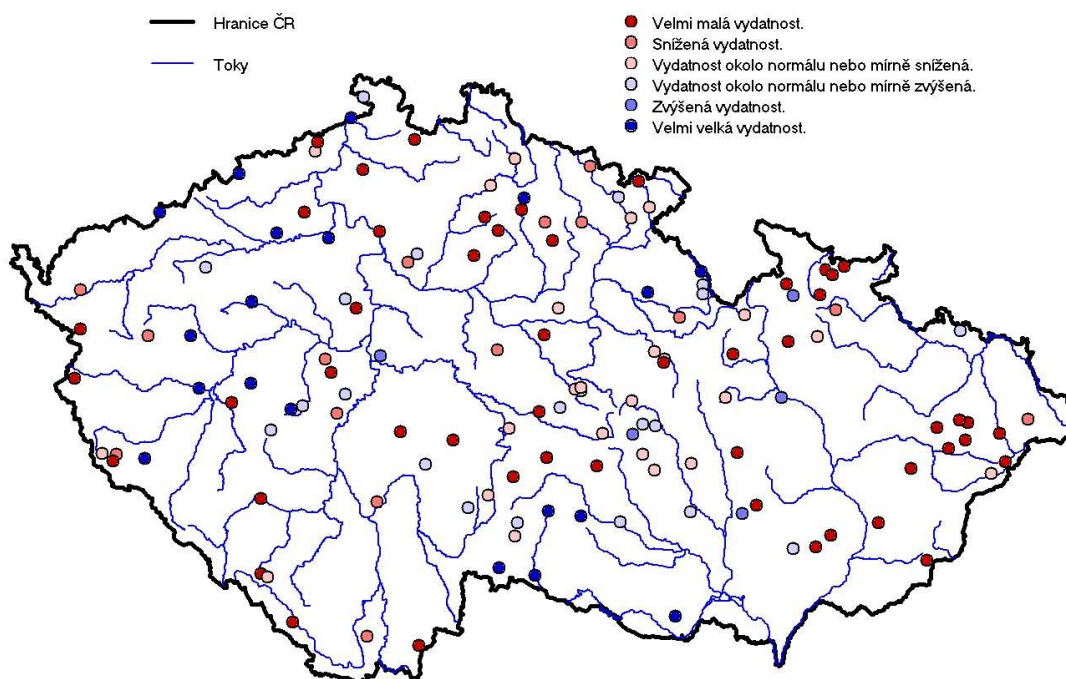 Hranice ČR
Toky
Velmi malá vydatnost.
Snížená vydatnost.
Vydatnost okolo normálu nebo mírně snížená.
Vydatnost okolo normálu nebo mírně zvýšená.
Zvýšená vydatnost.
Velmi velká vydatnost.